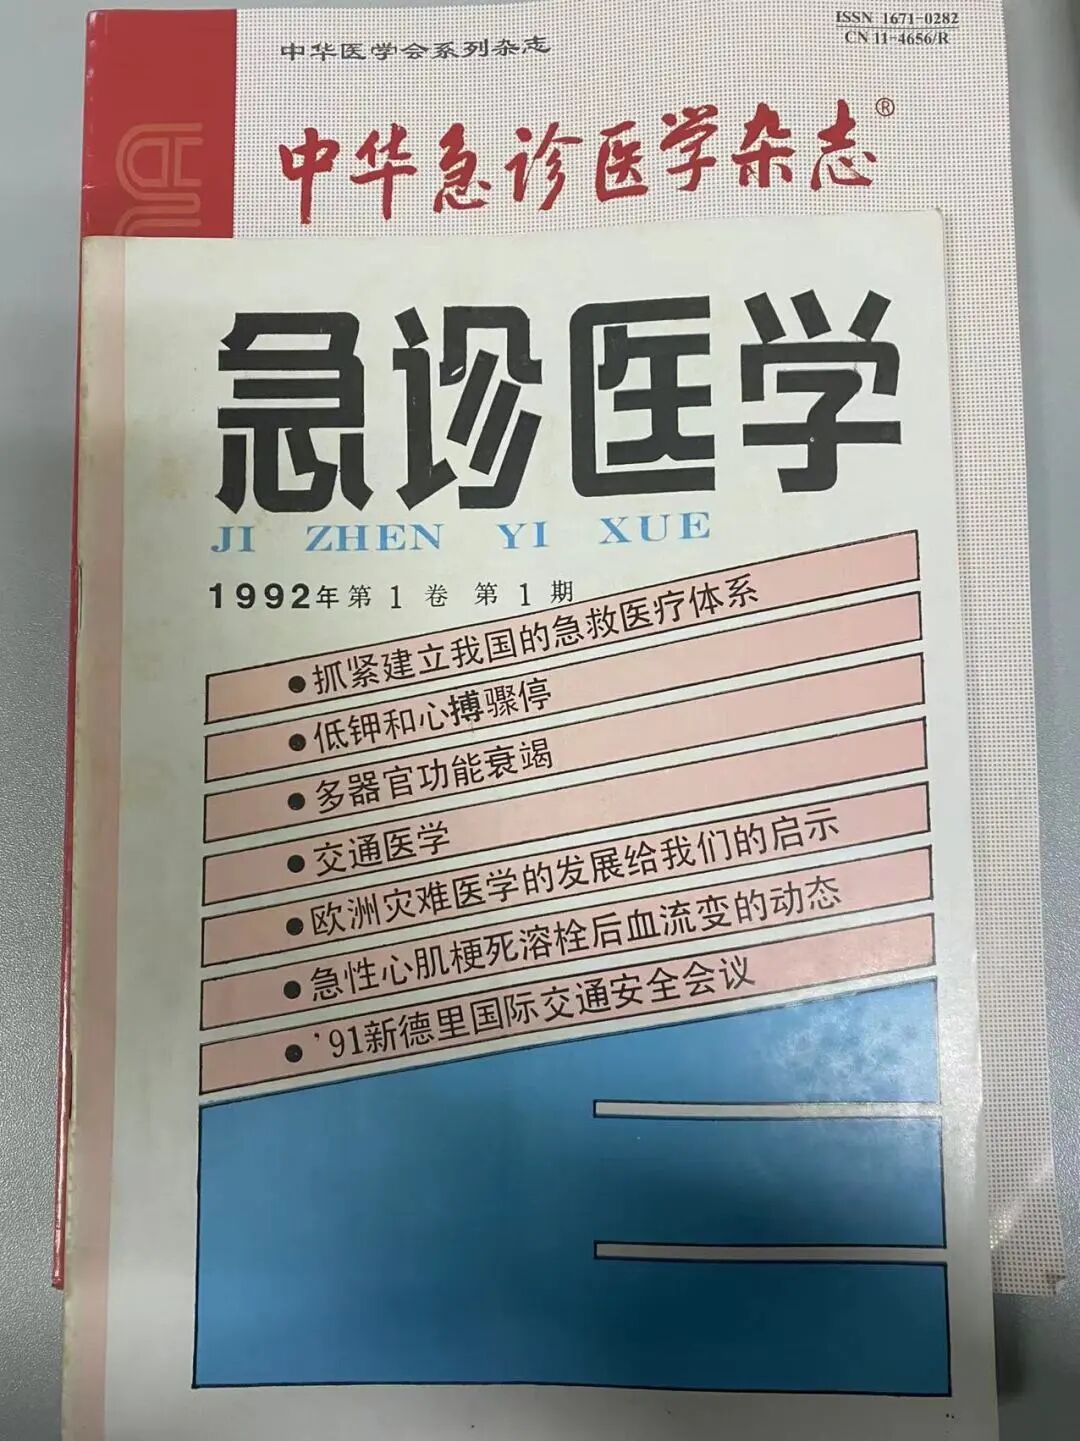 ISSN 1671-0282
CN 11-4656/R
中华医学会系列杂志
中华急诊医学杂志®
急诊医学
JI ZHEN YI XUE
1992年第1卷 第1期
●抓紧建立我国的急救医疗体系
●低钾和心搏骤停
●多器官功能衰竭
●交通医学
●欧洲灾难医学的发展给我们的启示
●急性心肌梗死溶栓后血流变的动态
●'91新德里国际交通安全会议